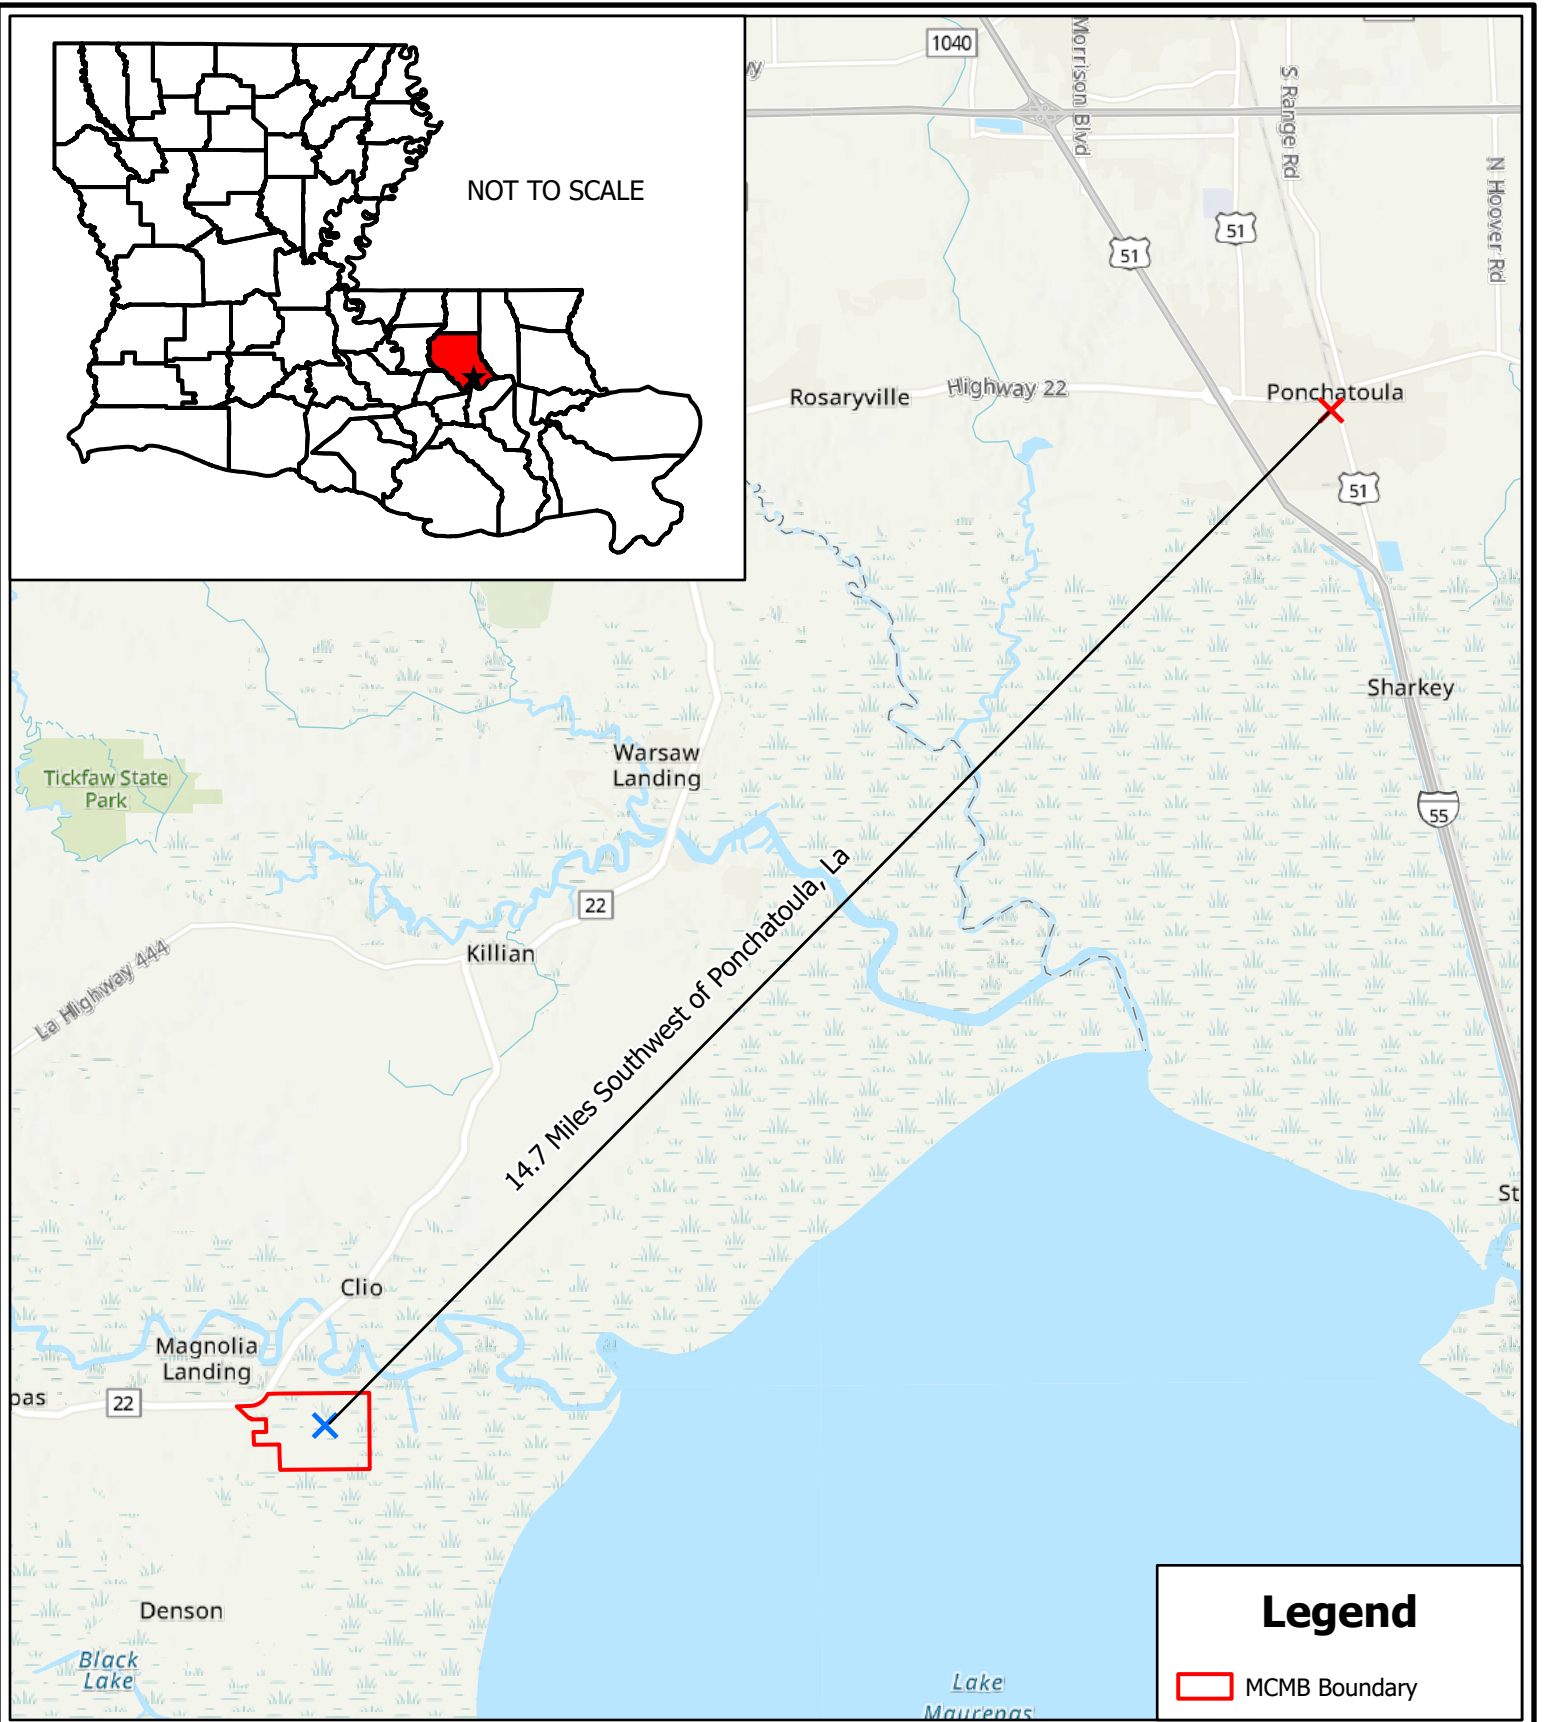 NOT TO SCALE
1040
Morrison Blvd
S Range Rd
N Hoover Rd
51
51
Rosaryville
Highway 22
Ponchatoula
51
Sharkey
Warsaw
Landing
Tickfaw State
Park
55
22
Killian
La Highway 444
14.7 Miles Southwest of Ponchatoula, La
St
Clio
Magnolia
Landing
pas
22
Denson
Black
Lake
Lake
Maurepas
Legend
MCMB Boundary